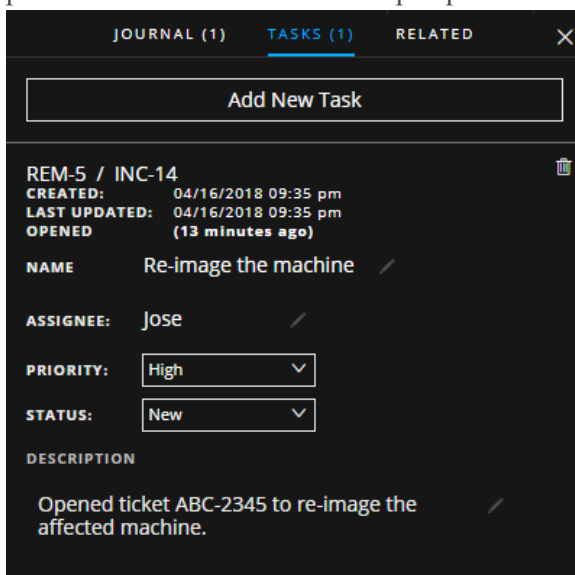 JOURNAL (1) TASKS (1) RELATED
Add New Task
REM-5 / INC-14
CREATED: 04/16/2018 09:35 pm
LAST UPDATED: 04/16/2018 09:35 pm
OPENED (13 minutes ago)
NAME Re-image the machine
ASSIGNEE: Jose
PRIORITY: High
STATUS: New
DESCRIPTION
Opened ticket ABC-2345 to re-image the
affected machine.